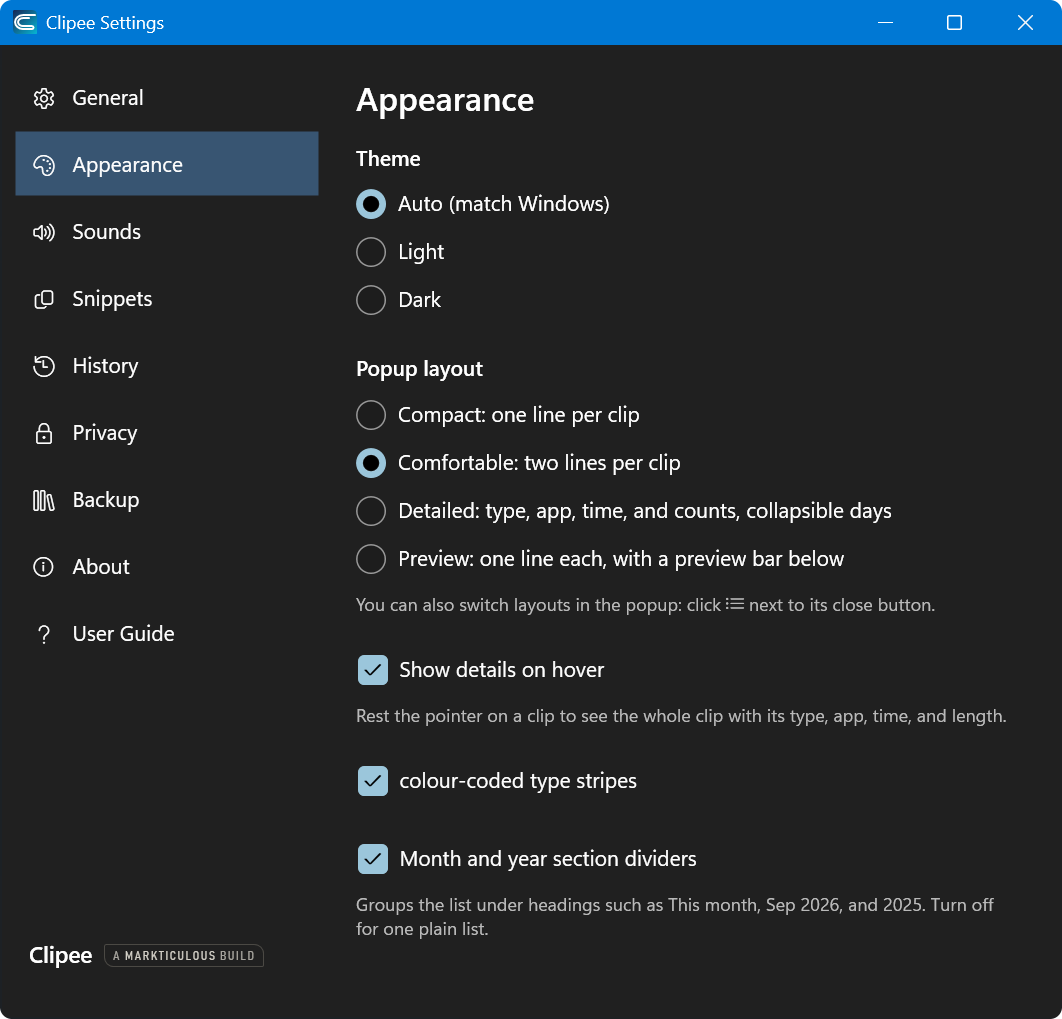 Clipee Settings
General
Appearance
Sounds
Snippets
History
Privacy
Backup
About
User Guide
Clipee
A MARKTICULOUS BUILD
Appearance
Theme
Auto (match Windows)
Light
Dark
Popup layout
Compact: one line per clip
Comfortable: two lines per clip
Detailed: type, app, time, and counts, collapsible days
Preview: one line each, with a preview bar below
You can also switch layouts in the popup: click next to its close button.
Show details on hover
Rest the pointer on a clip to see the whole clip with its type, app, time, and length.
colour-coded type stripes
Month and year section dividers
Groups the list under headings such as This month, Sep 2026, and 2025. Turn off
for one plain list.